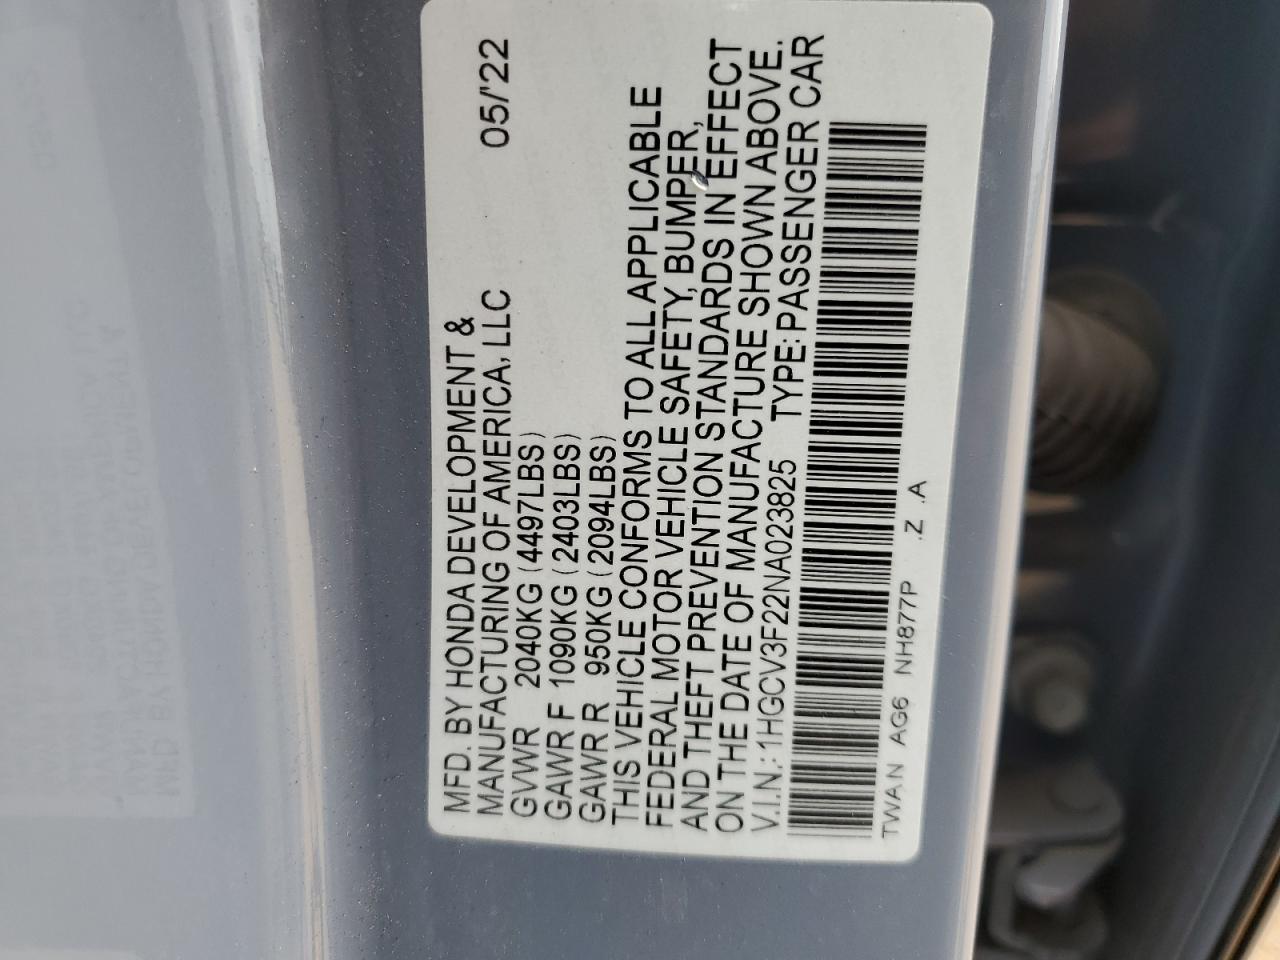 MFD. BY HONDA DEVELOPMENT &
MANUFACTURING OF AMERICA, LLC 05/'22
GVWR 2040KG (4497LBS)
GAWR F 1090KG (2403LBS)
GAWR R 950KG (2094LBS)
THIS VEHICLE CONFORMS TO ALL APPLICABLE
FEDERAL MOTOR VEHICLE SAFETY, BUMPER,
AND THEFT PREVENTION STANDARDS IN EFFECT
ON THE DATE OF MANUFACTURE SHOWN ABOVE.
V.I.N.: 1HGCV3F22NA023825 TYPE: PASSENGER CAR
TWAN AG6 NH877P .Z .A